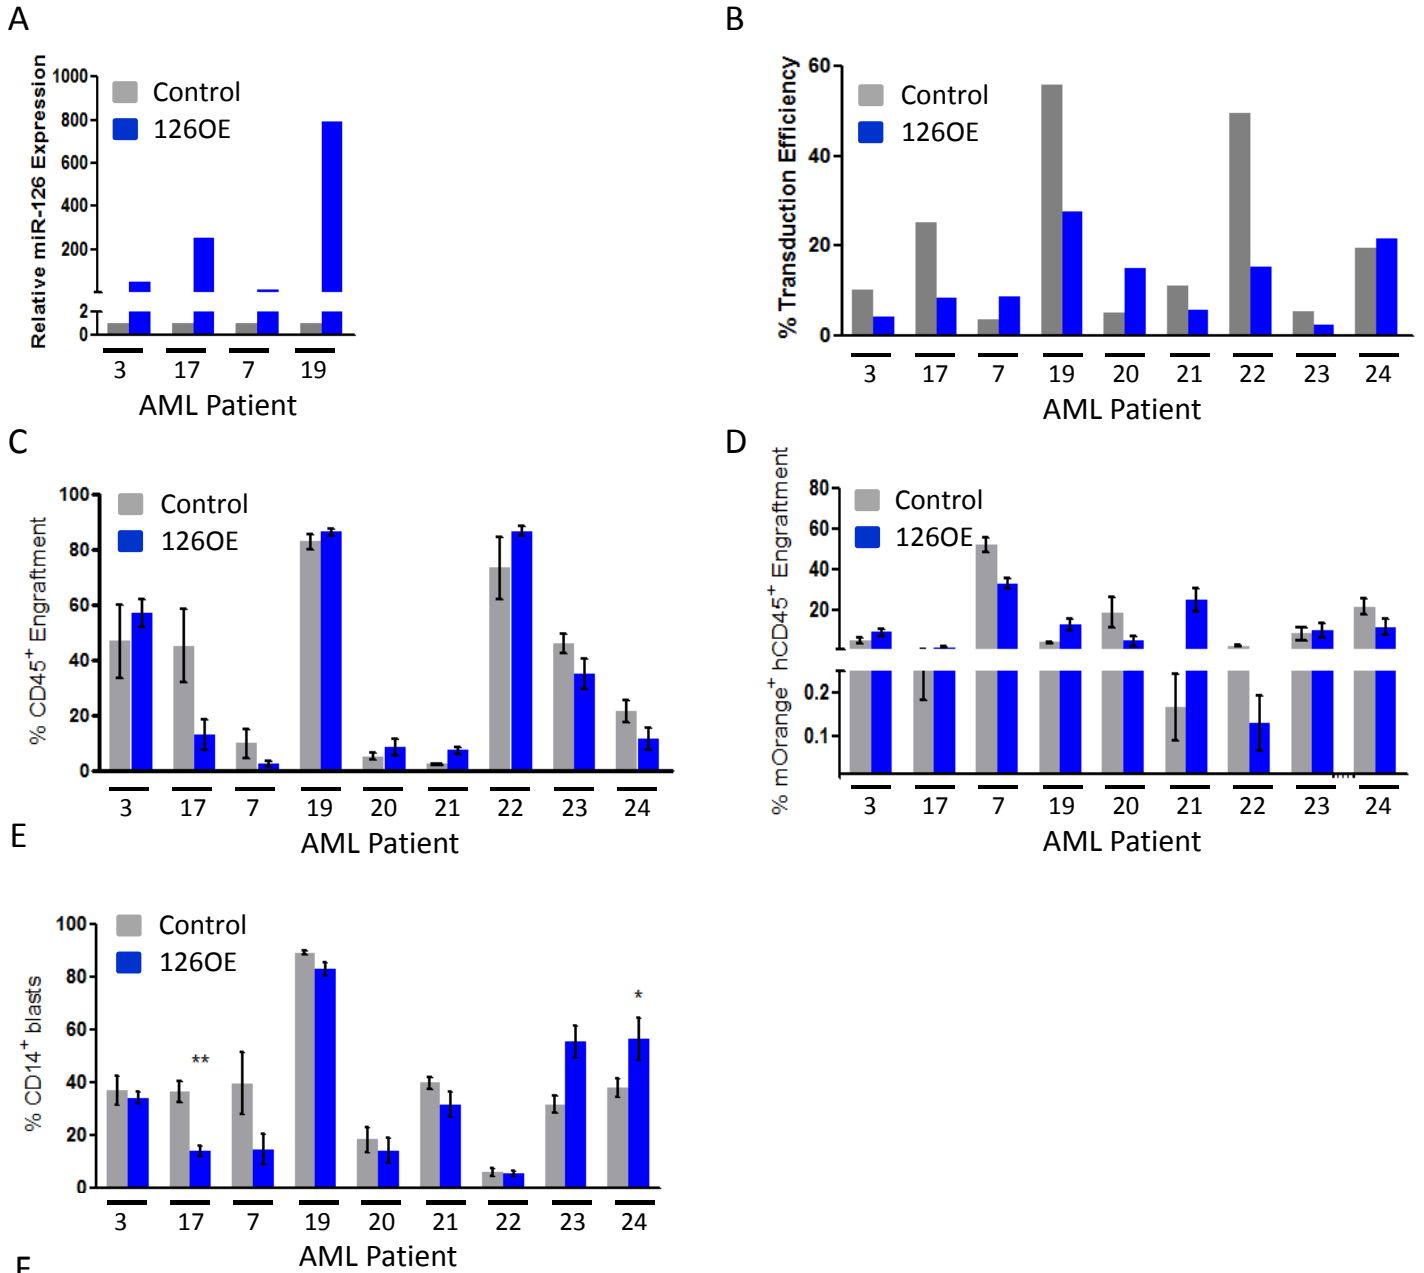 A
Relative miR-126 Expression
1000
800
600
400
200
2
1
0
Control
126OE
3 17 7 19
AML Patient
B
% Transduction Efficiency
60
40
20
0
Control
126OE
3 17 7 19 20 21 22 23 24
AML Patient
C
% CD45+ Engraftment
100
80
60
40
20
0
Control
126OE
3 17 7 19 20 21 22 23 24
AML Patient
D
% mOrange+ hCD45+ Engraftment
80
60
40
20
0.2
0.1
Control
126OE
3 17 7 19 20 21 22 23 24
AML Patient
E
% CD14+ blasts
100
80
60
40
20
0
Control
126OE
**
*
3 17 7 19 20 21 22 23 24
AML Patient